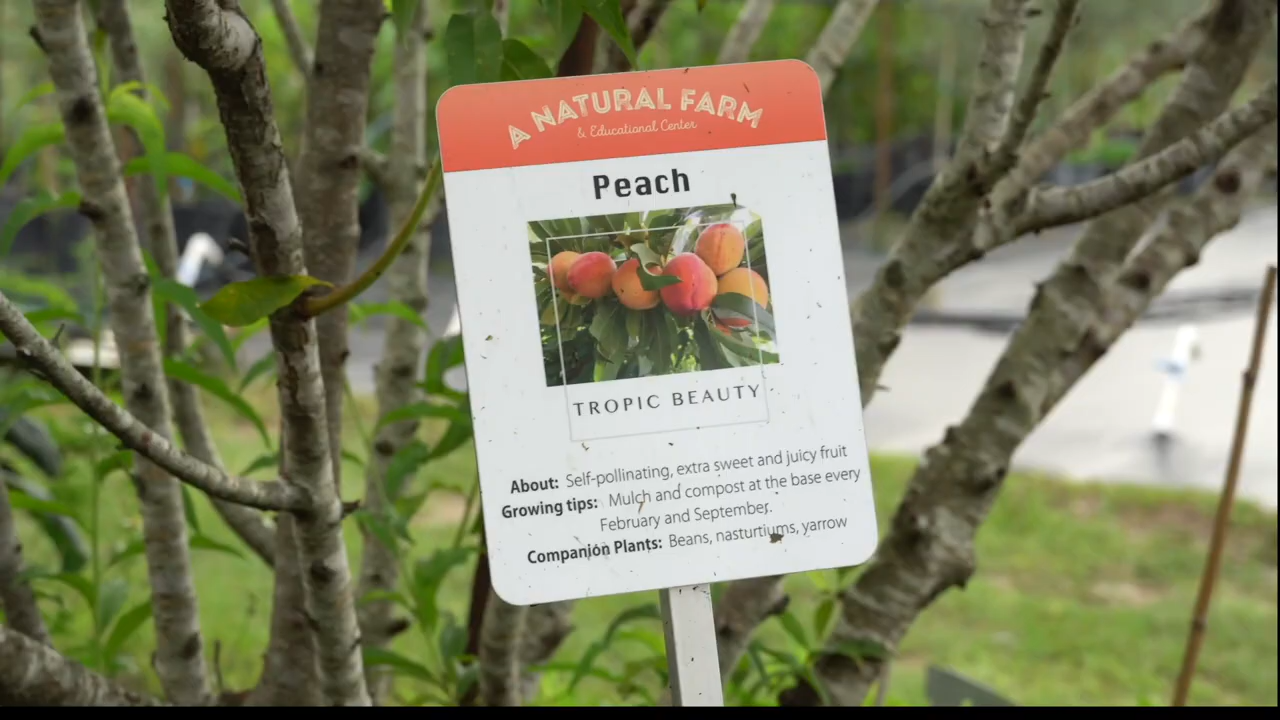 A NATURAL FARM
& Educational Center
Peach
TROPIC BEAUTY
About: Self-pollinating, extra sweet and juicy fruit
Growing tips: Mulch and compost at the base every
February and September.
Companion Plants: Beans, nasturtiums, yarrow